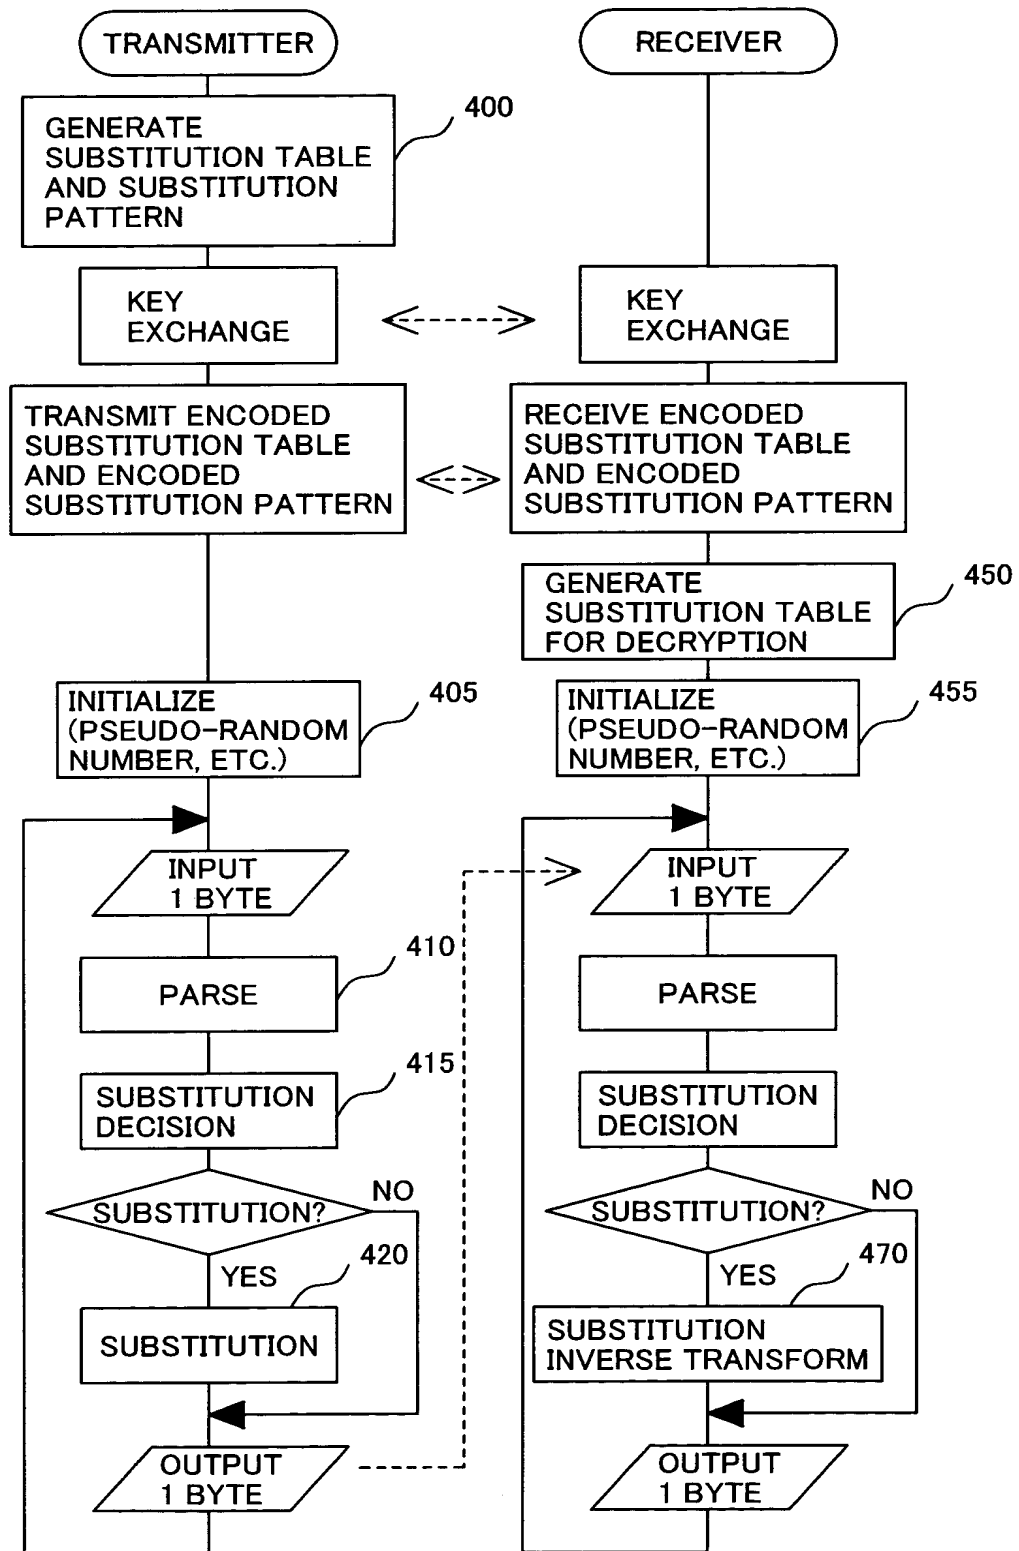 TRANSMITTER
GENERATE
SUBSTITUTION TABLE
AND SUBSTITUTION
PATTERN
400
KEY
EXCHANGE
TRANSMIT ENCODED
SUBSTITUTION TABLE
AND ENCODED
SUBSTITUTION PATTERN
INITIALIZE
(PSEUDO-RANDOM
NUMBER, ETC.)
405
INPUT
1 BYTE
PARSE
410
SUBSTITUTION
DECISION
415
SUBSTITUTION?
NO
YES
420
SUBSTITUTION
OUTPUT
1 BYTE
RECEIVER
KEY
EXCHANGE
RECEIVE ENCODED
SUBSTITUTION TABLE
AND ENCODED
SUBSTITUTION PATTERN
GENERATE
SUBSTITUTION TABLE
FOR DECRYPTION
450
INITIALIZE
(PSEUDO-RANDOM
NUMBER, ETC.)
455
INPUT
1 BYTE
PARSE
SUBSTITUTION
DECISION
SUBSTITUTION?
NO
YES
470
SUBSTITUTION
INVERSE TRANSFORM
OUTPUT
1 BYTE